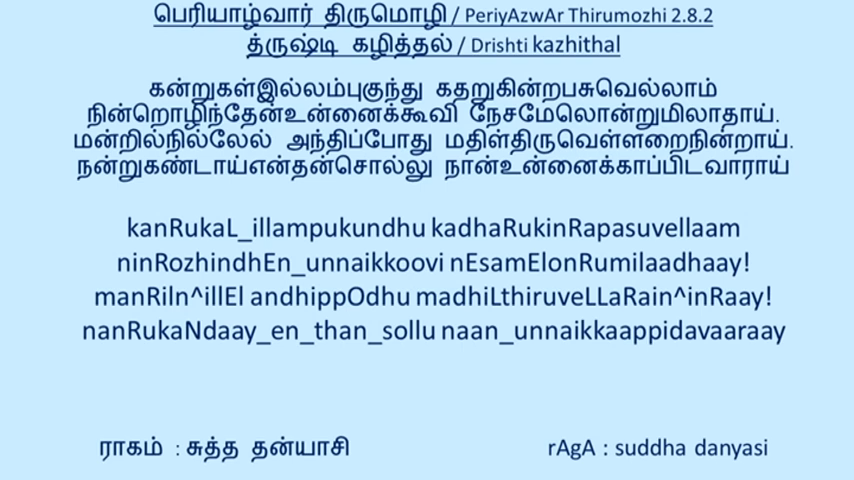 பெரியாழ்வார் திருமொழி / PeriyAzwAr Thirumozhi 2.8.2
த்ருஷ்டி கழித்தல் / Drishti kazhithal
கன்றுகள்இல்லம்புகுந்து கதறுகின்றபசுவெல்லாம்
நின்றொழிந்தேன்உன்னைக்கூவி நேசமேலொன்றுமிலாதாய்.
மன்றில்நில்லேல் அந்திப்போது மதிள்திருவெள்ளறைநின்றாய்.
நன்றுகண்டாய்என்தன்சொல்லு நான்உன்னைக்காப்பிடவாராய்
kanRukaL_illampukundhu kadhaRukinRapasuvellaam
ninRozhindhEn_unnaikkoovi nEsamElonRumilaadhaay!
manRiln^illEl andhippOdhu madhiLthiruveLLaRain^inRaay!
nanRukaNdaay_en_than_sollu naan_unnaikkaappidavaaraay
ராகம் : சுத்த தன்யாசி rAgA : suddha danyasi